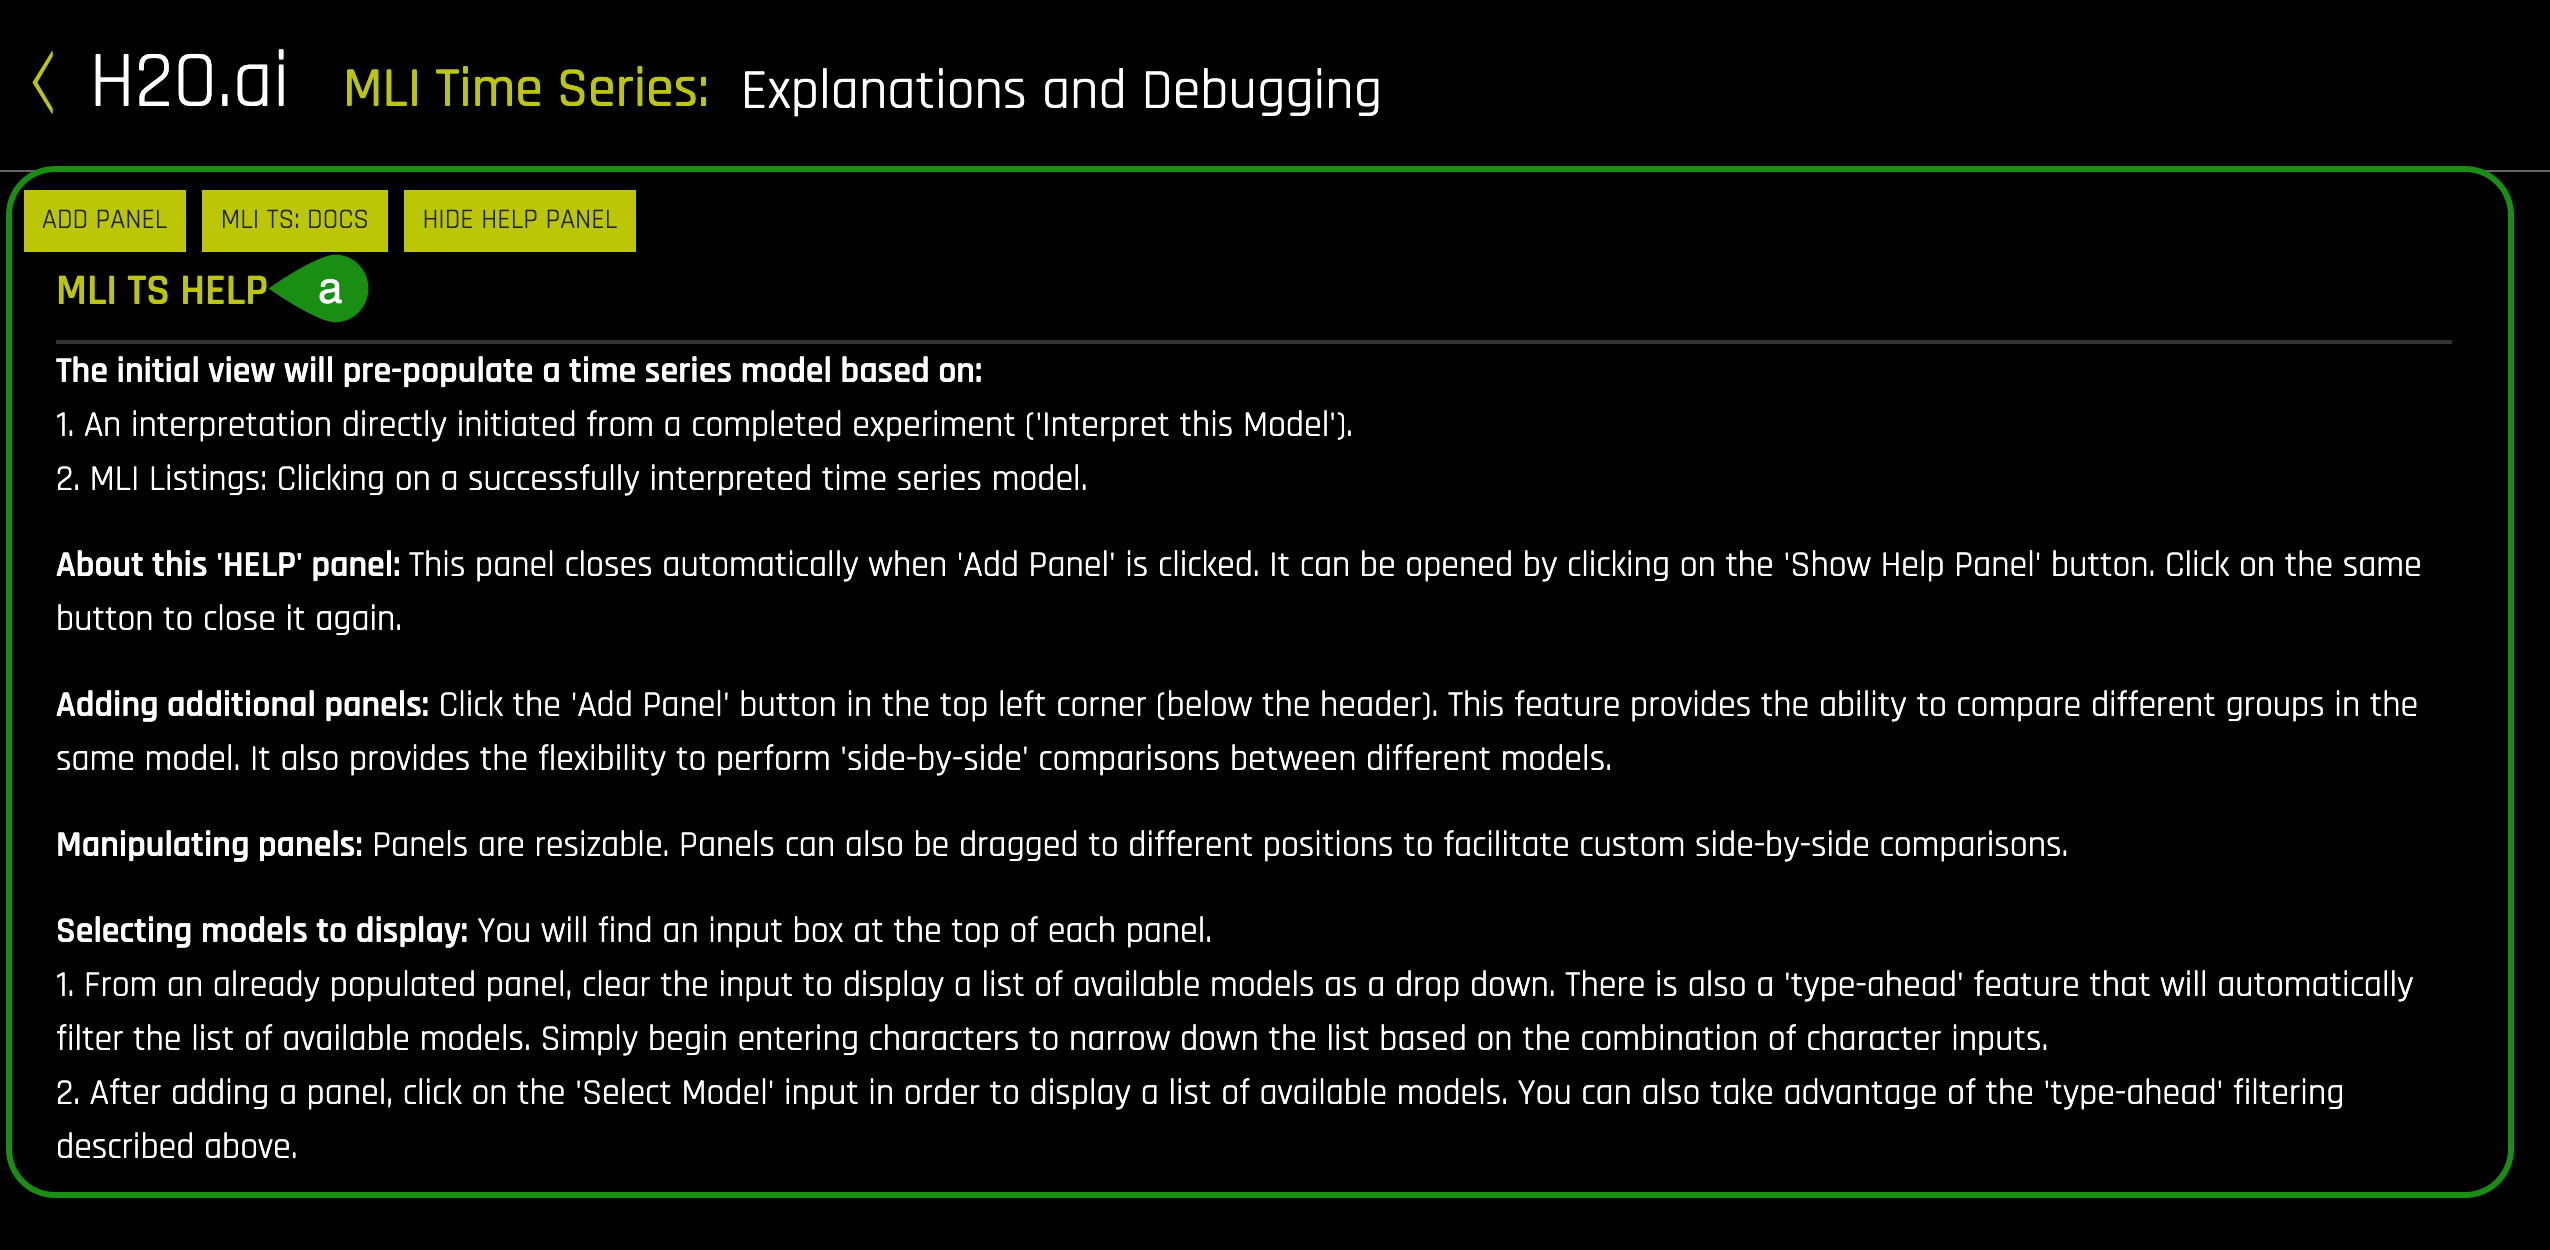 H2O.ai MLI Time Series: Explanations and Debugging
ADD PANEL MLI TS: DOCS HIDE HELP PANEL
MLI TS HELP a
The initial view will pre-populate a time series model based on:
1. An interpretation directly initiated from a completed experiment ('Interpret this Model').
2. MLI Listings: Clicking on a successfully interpreted time series model.
About this 'HELP' panel: This panel closes automatically when 'Add Panel' is clicked. It can be opened by clicking on the 'Show Help Panel' button. Click on the same
button to close it again.
Adding additional panels: Click the 'Add Panel' button in the top left corner (below the header). This feature provides the ability to compare different groups in the
same model. It also provides the flexibility to perform 'side-by-side' comparisons between different models.
Manipulating panels: Panels are resizable. Panels can also be dragged to different positions to facilitate custom side-by-side comparisons.
Selecting models to display: You will find an input box at the top of each panel.
1. From an already populated panel, clear the input to display a list of available models as a drop down. There is also a 'type-ahead' feature that will automatically
filter the list of available models. Simply begin entering characters to narrow down the list based on the combination of character inputs.
2. After adding a panel, click on the 'Select Model' input in order to display a list of available models. You can also take advantage of the 'type-ahead' filtering
described above.